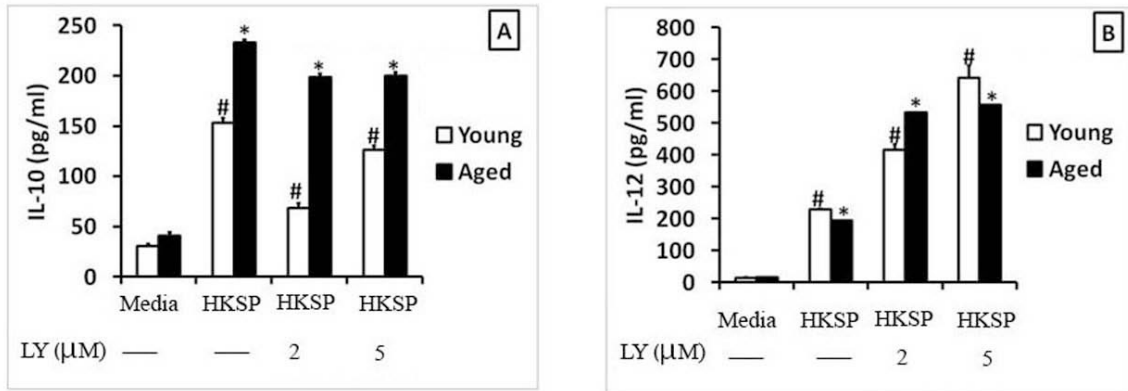 A
IL-10 (pg/ml)
250
200
150
100
50
0
#
*
#
*
#
*
Young
Aged
Media HKSP HKSP HKSP
LY (μM) — — 2 5
B
IL-12 (pg/ml)
800
700
600
500
400
300
200
100
0
#
*
#
*
#
*
Young
Aged
Media HKSP HKSP HKSP
LY (μM) — — 2 5